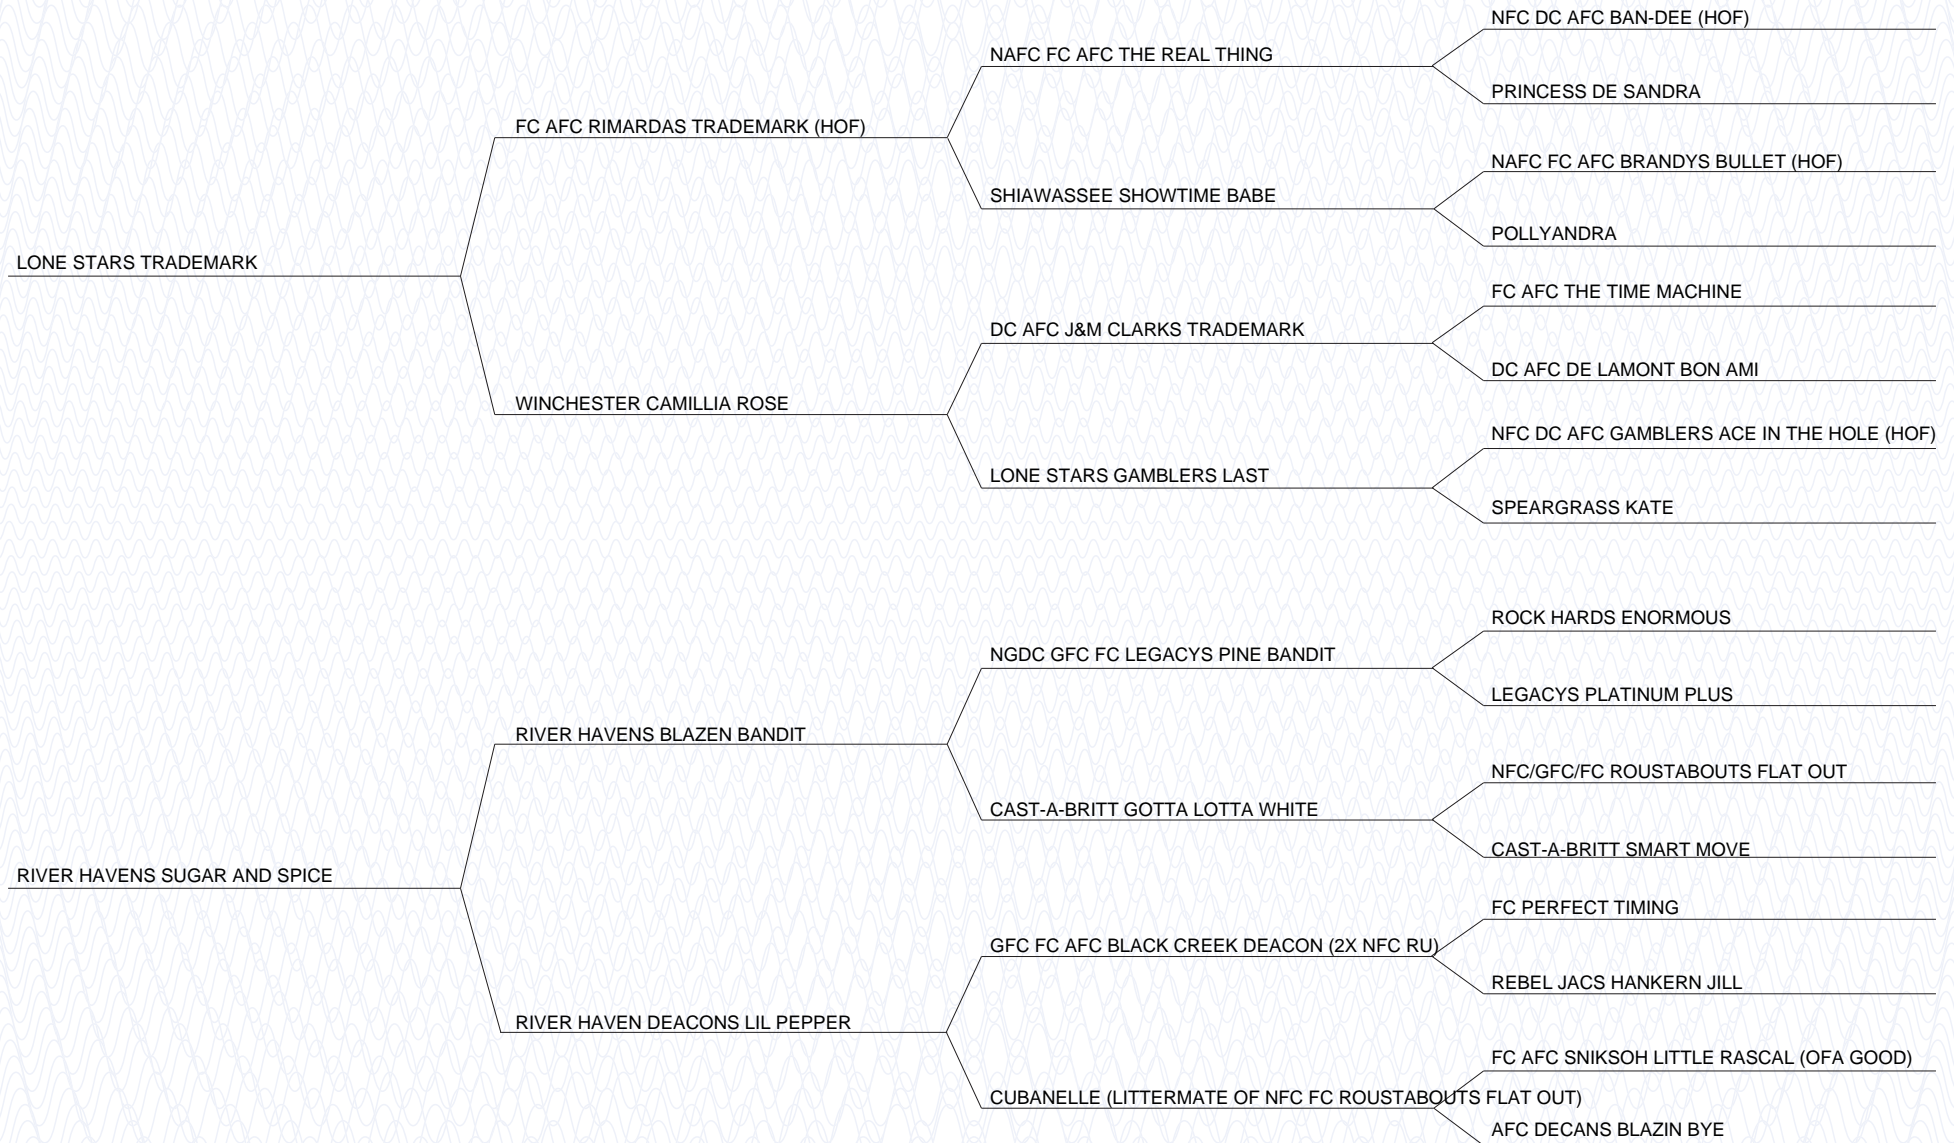 NFC DC AFC BAN-DEE (HOF)
NAFC FC AFC THE REAL THING
PRINCESS DE SANDRA
FC AFC RIMARDAS TRADEMARK (HOF)
NAFC FC AFC BRANDYS BULLET (HOF)
SHIAWASSEE SHOWTIME BABE
POLLYANDRA
LONE STARS TRADEMARK
FC AFC THE TIME MACHINE
DC AFC J&M CLARKS TRADEMARK
DC AFC DE LAMONT BON AMI
WINCHESTER CAMILLIA ROSE
NFC DC AFC GAMBLERS ACE IN THE HOLE (HOF)
LONE STARS GAMBLERS LAST
SPEARGRASS KATE
ROCK HARDS ENORMOUS
NGDC GFC FC LEGACYS PINE BANDIT
LEGACYS PLATINUM PLUS
RIVER HAVENS BLAZEN BANDIT
NFC/GFC/FC ROUSTABOUTS FLAT OUT
CAST-A-BRITT GOTTA LOTTA WHITE
CAST-A-BRITT SMART MOVE
RIVER HAVENS SUGAR AND SPICE
FC PERFECT TIMING
GFC FC AFC BLACK CREEK DEACON (2X NFC RU)
REBEL JACS HANKERN JILL
RIVER HAVEN DEACONS LIL PEPPER
FC AFC SNIKSOH LITTLE RASCAL (OFA GOOD)
CUBANELLE (LITTERMATE OF NFC FC ROUSTABOUTS FLAT OUT)
AFC DECANS BLAZIN BYE